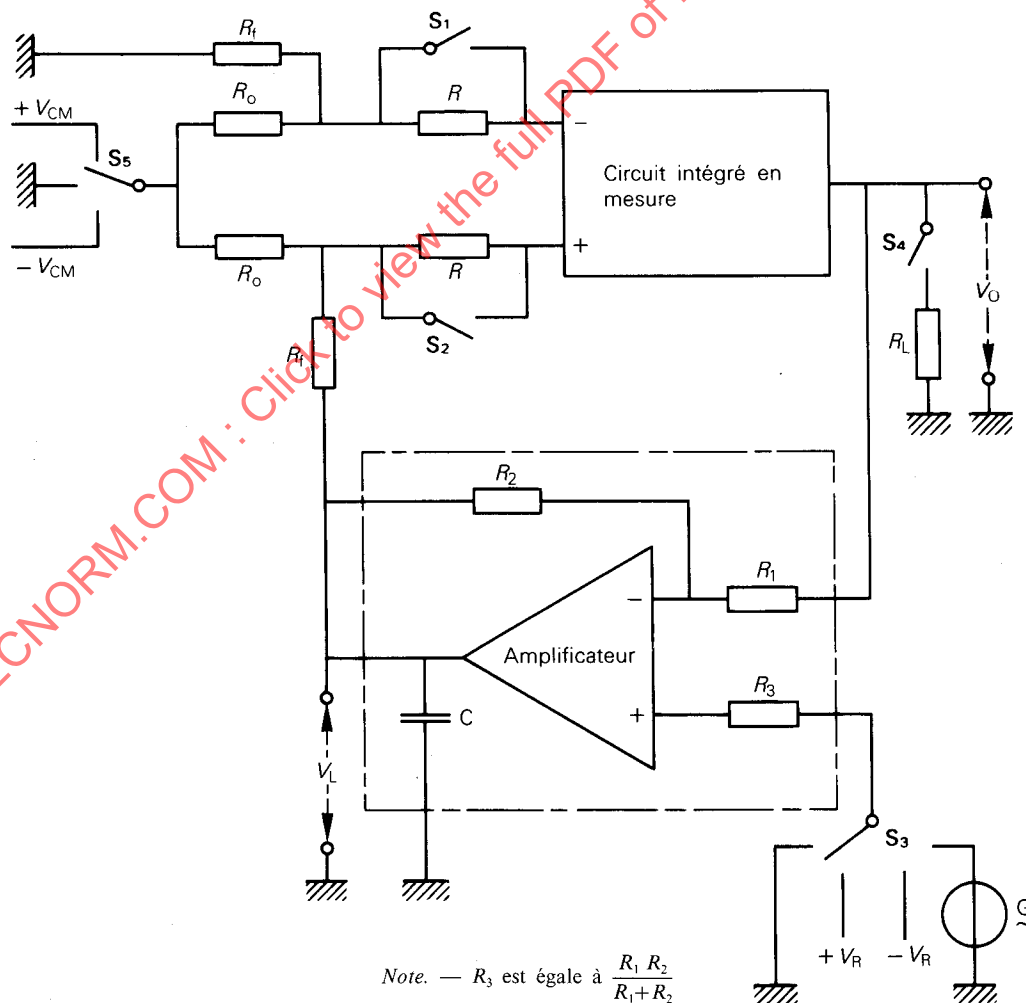 S1
Rf
Ro
R
+ VCM
S5
−
Circuit intégré en
mesure
+
− VCM
Ro
R
S2
S4
VO
RL
Rf
R2
R1
−
Amplificateur
+
R3
C
VL
S3
G
~
+ VR
− VR
Note. — R3 est égale à R1 R2 / R1+R2
ECNORM.COM : Click to view the full PDF of